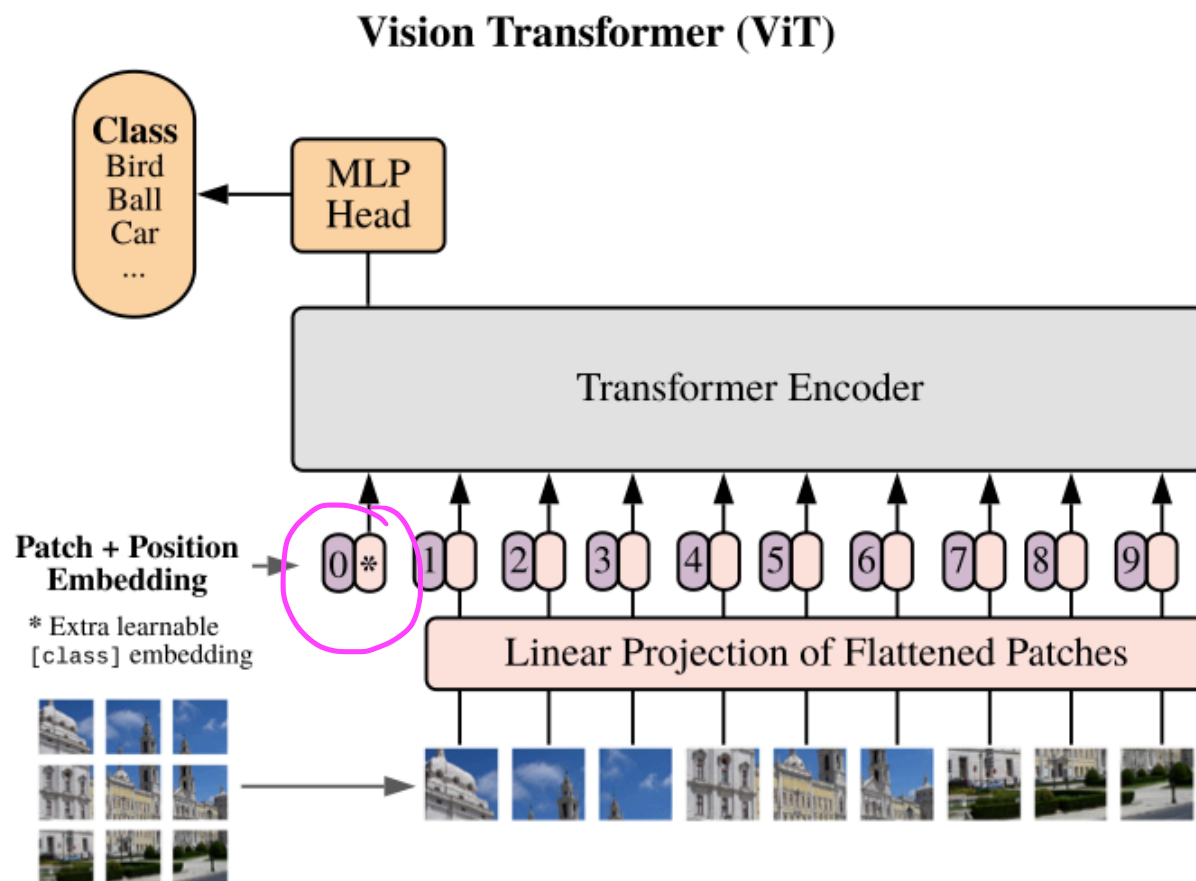 Vision Transformer (ViT)
Class
Bird
Ball
Car
...
MLP
Head
Transformer Encoder
Patch + Position
Embedding
* Extra learnable
[class] embedding
0 * 1 2 3 4 5 6 7 8 9
Linear Projection of Flattened Patches